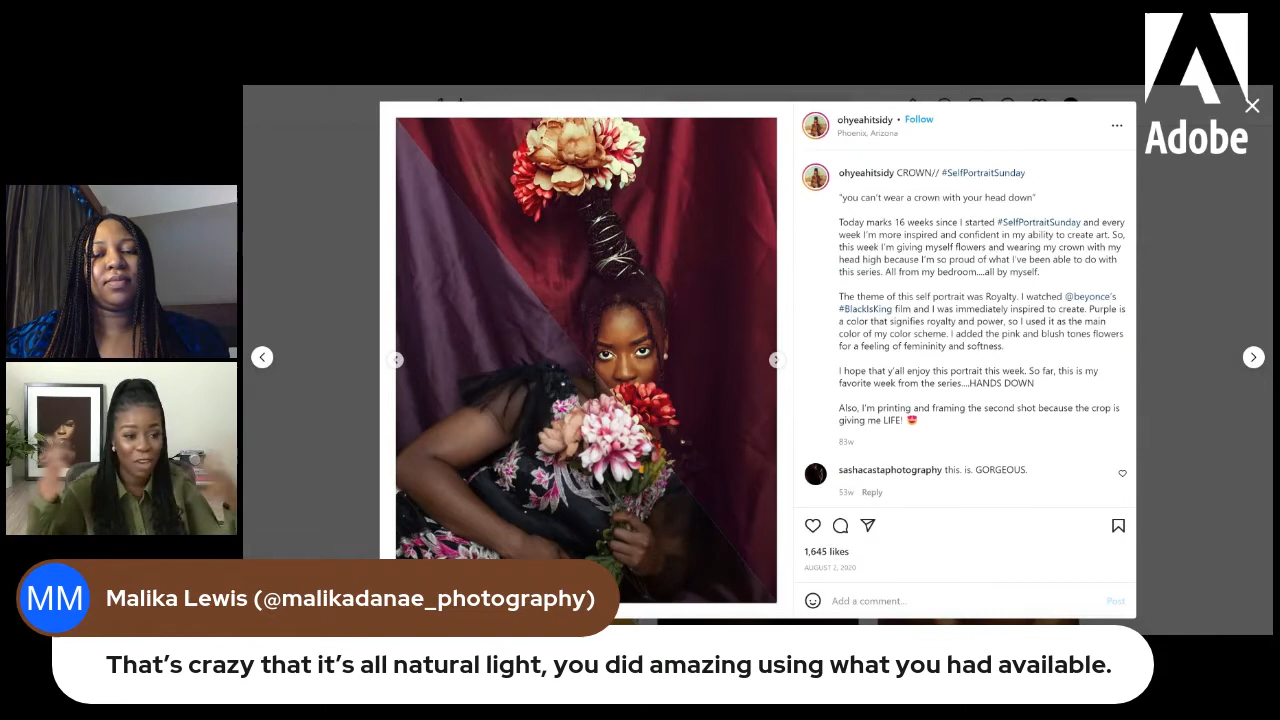 Adobe
ohyeahitsidy • Follow
Phoenix, Arizona
ohyeahitsidy CROWN// #SelfPortraitSunday
"you can't wear a crown with your head down"
Today marks 16 weeks since I started #SelfPortraitSunday and every
week I'm more inspired and confident in my ability to create art. So,
this week I'm giving myself flowers and wearing my crown with my
head high because I'm so proud of what I've been able to do with
this series. All from my bedroom....all by myself.
The theme of this self portrait was Royalty. I watched @beyonce's
#BlackIsKing film and I was immediately inspired to create. Purple is
a color that signifies royalty and power, so I used it as the main
color of my color scheme. I added the pink and blush tones flowers
for a feeling of femininity and softness.
I hope that y'all enjoy this portrait this week. So far, this is my
favorite week from the series....HANDS DOWN
Also, I'm printing and framing the second shot because the crop is
giving me LIFE! 😍
83w
sashacastaphotography this. is. GORGEOUS.
53w Reply
1,645 likes
AUGUST 2, 2020
Add a comment... Post
MM Malika Lewis (@malikadanae_photography)
That's crazy that it's all natural light, you did amazing using what you had available.